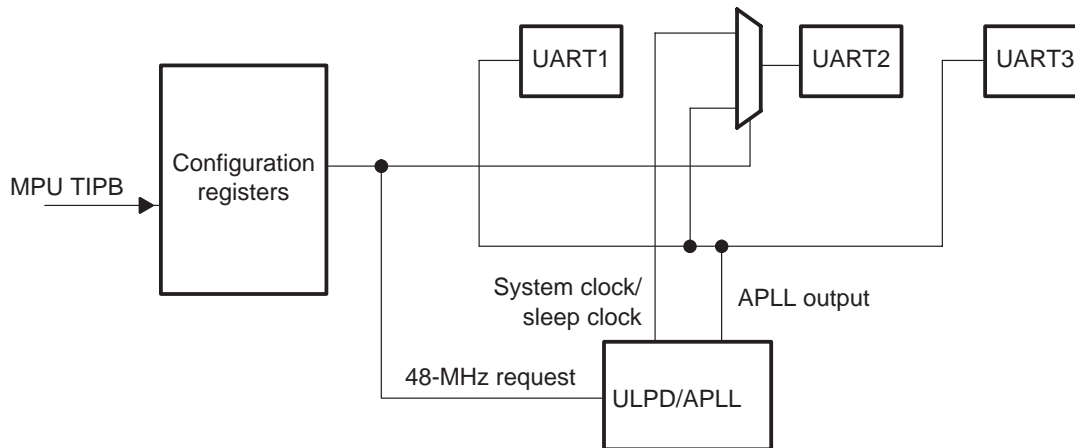 UART1
UART2
UART3
Configuration
registers
MPU TIPB
System clock/
sleep clock
APLL output
48-MHz request
ULPD/APLL